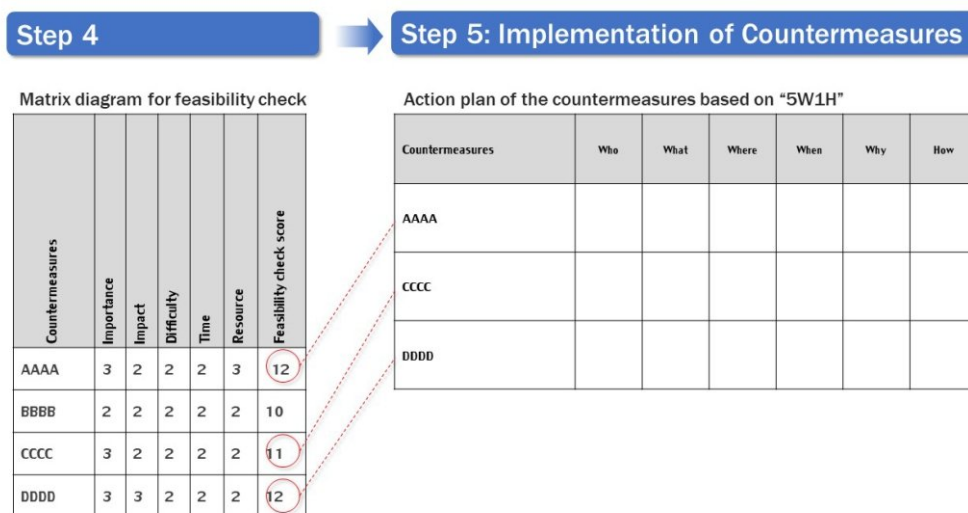 Step 4
Step 5: Implementation of Countermeasures
Matrix diagram for feasibility check
Countermeasures Importance Impact Difficulty Time Resource Feasibility check score
AAAA 3 2 2 2 3 12
BBBB 2 2 2 2 2 10
CCCC 3 2 2 2 2 11
DDDD 3 3 2 2 2 12
Action plan of the countermeasures based on “5W1H”
Countermeasures Who What Where When Why How
AAAA
CCCC
DDDD